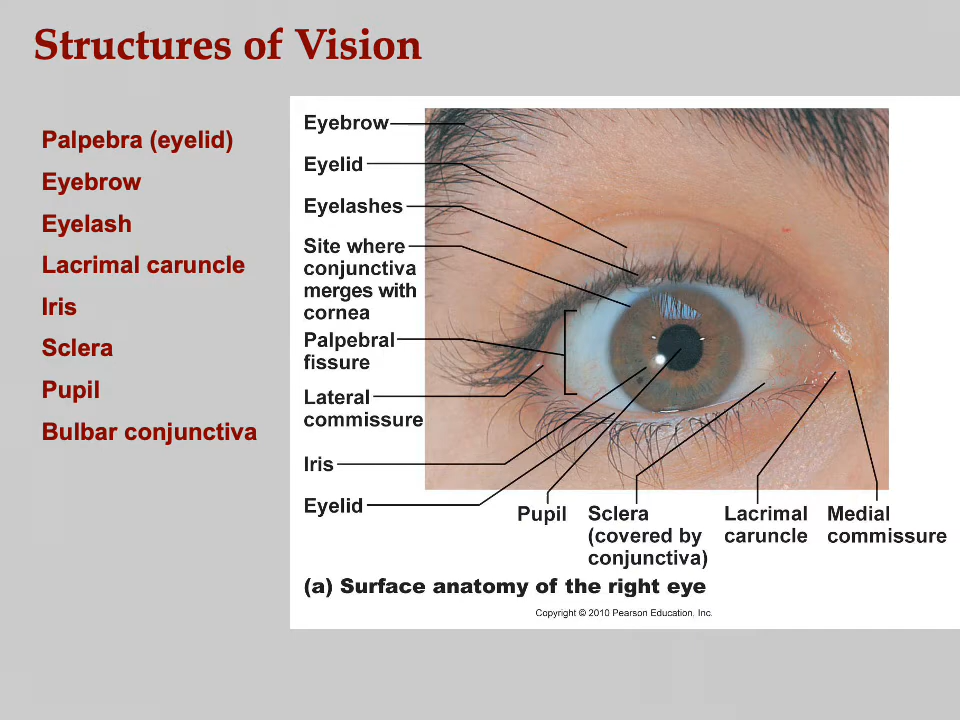 Structures of Vision
Palpebra (eyelid)
Eyebrow
Eyelash
Lacrimal caruncle
Iris
Sclera
Pupil
Bulbar conjunctiva
Eyebrow
Eyelid
Eyelashes
Site where
conjunctiva
merges with
cornea
Palpebral
fissure
Lateral
commissure
Iris
Eyelid
Pupil
Sclera
(covered by
conjunctiva)
Lacrimal
caruncle
Medial
commissure
(a) Surface anatomy of the right eye
Copyright © 2010 Pearson Education, Inc.